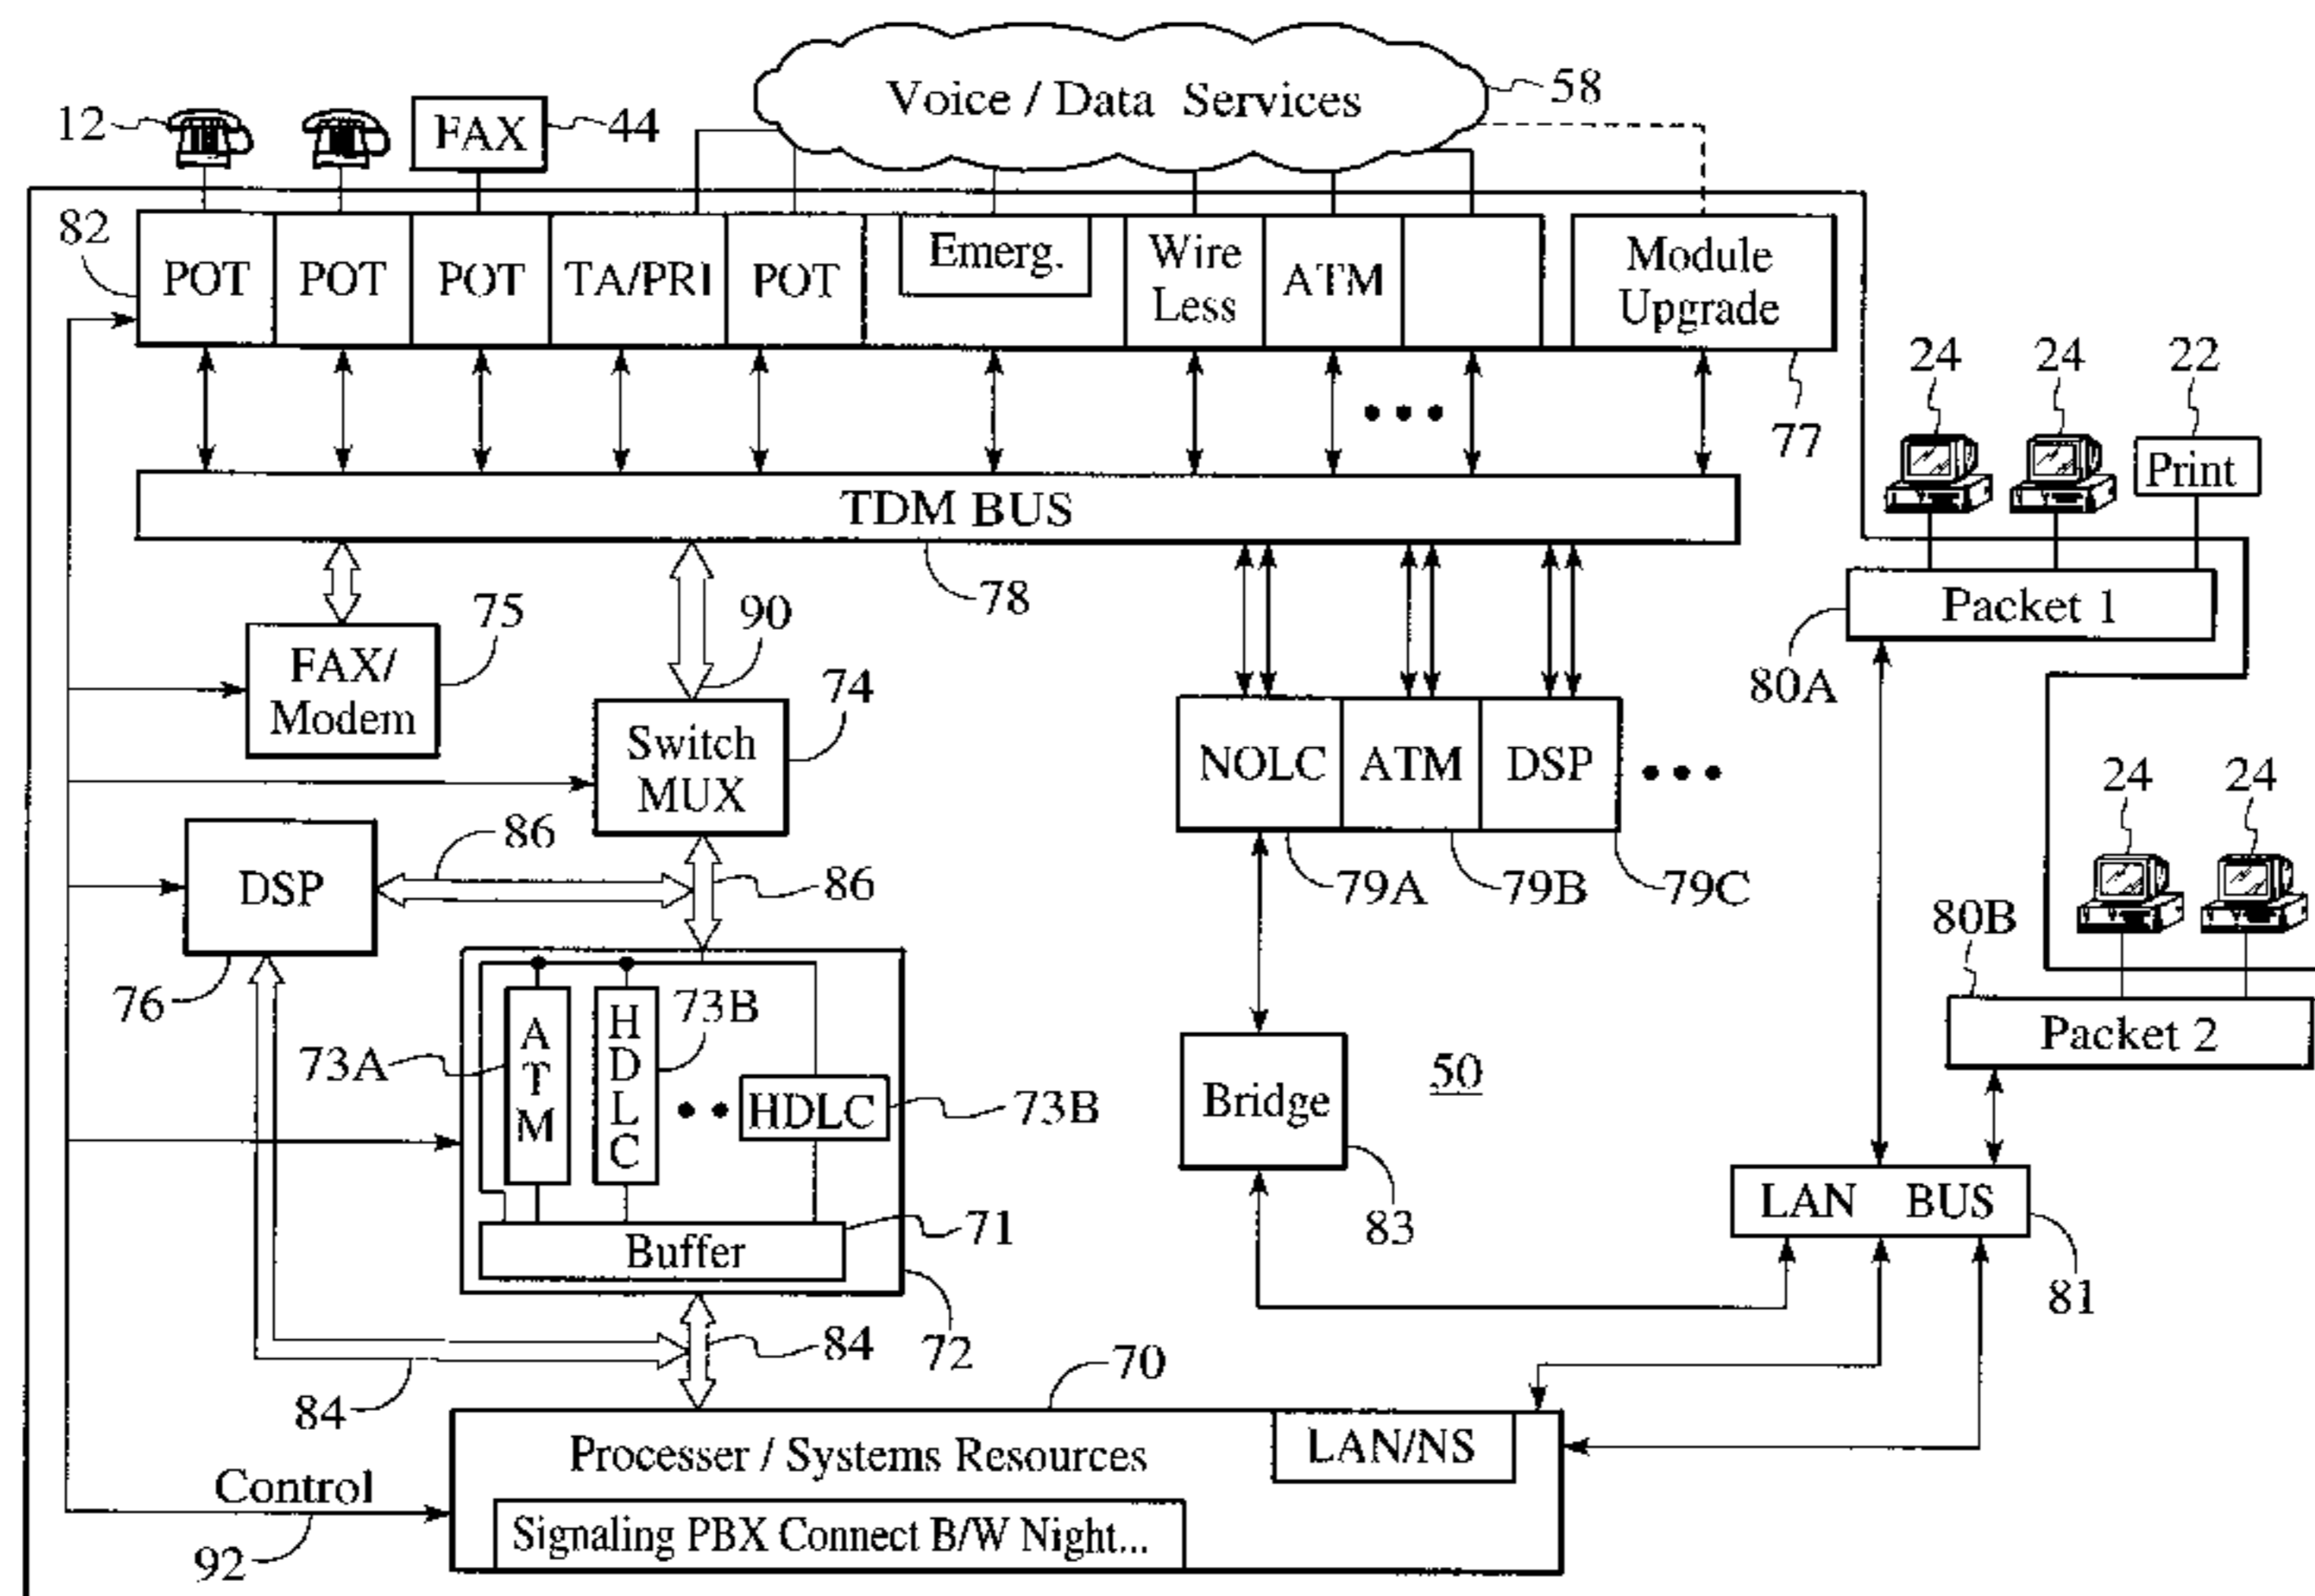 Voice / Data Services
58
12
FAX
44
82
POT
POT
POT
TA/PRI
POT
Emerg.
Wire
Less
ATM
Module
Upgrade
77
24
24
22
Print
TDM BUS
78
Packet 1
80A
75
FAX/
Modem
90
74
Switch
MUX
NOLC
ATM
DSP
79A
79B
79C
24
24
80B
Packet 2
86
86
DSP
76
73A
ATM
HDLC
73B
HDLC
73B
Bridge
83
50
LAN BUS
81
Buffer
71
72
84
84
70
Processer / Systems Resources
LAN/NS
Signaling PBX Connect B/W Night...
Control
92